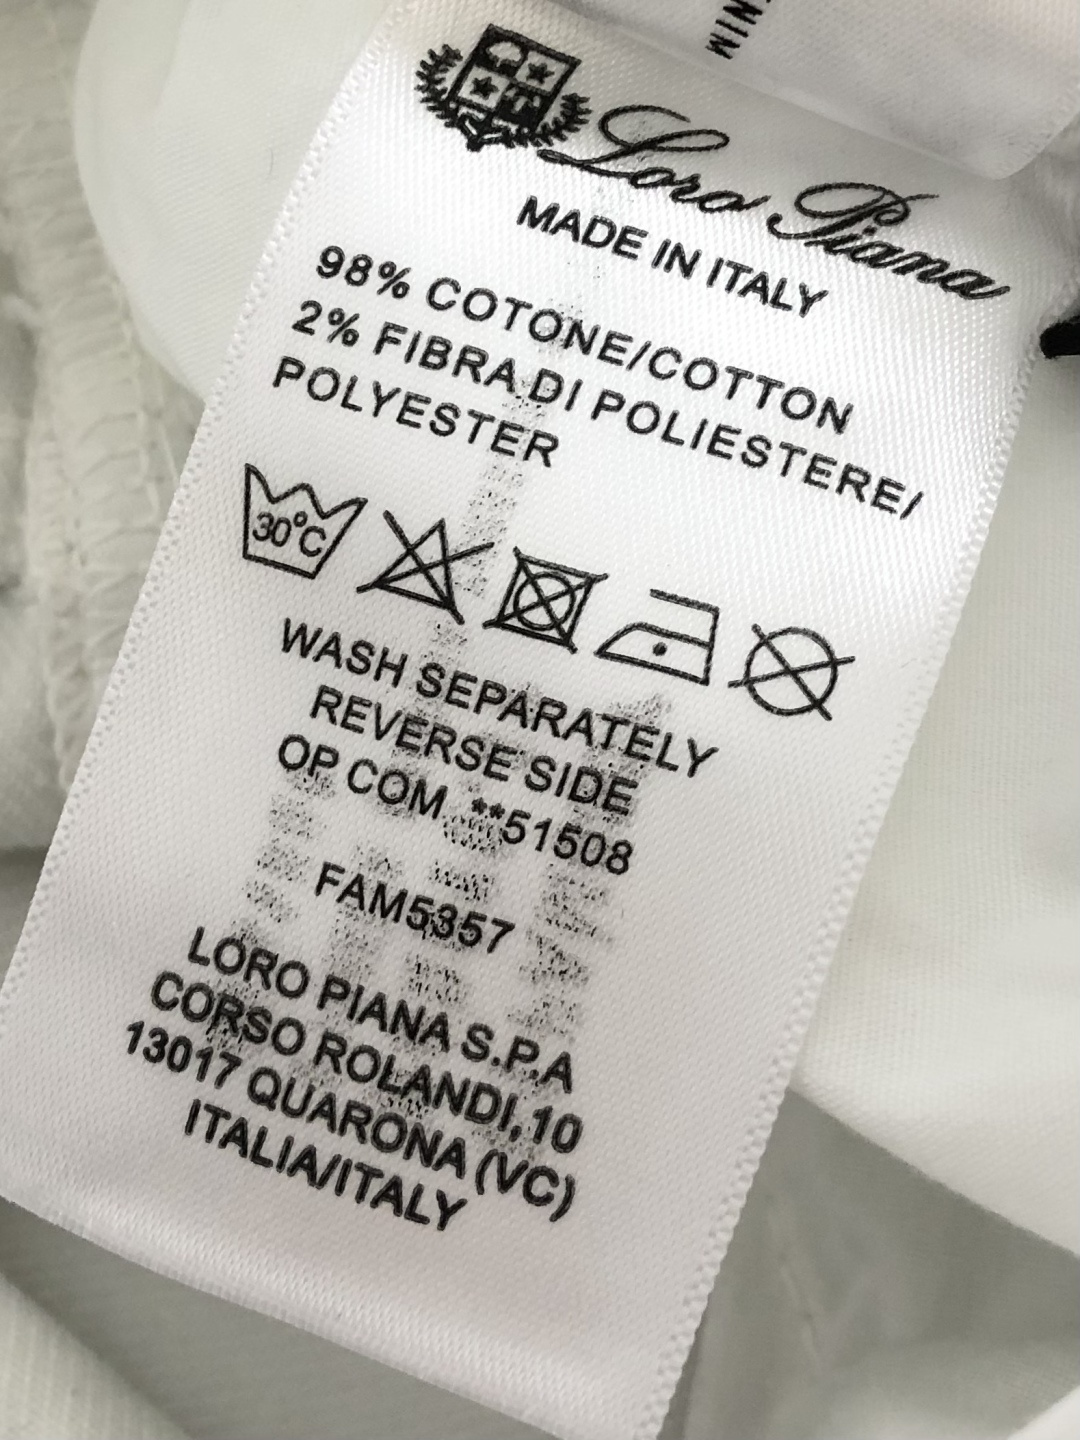 ENIM
Loro Piana
MADE IN ITALY
98% COTONE/COTTON
2% FIBRA DI POLIESTERE/
POLYESTER
30°C
WASH SEPARATELY
REVERSE SIDE
OP COM **51508
FAM5357
LORO PIANA S.P.A
CORSO ROLANDI,10
13017 QUARONA (VC)
ITALIA/ITALY